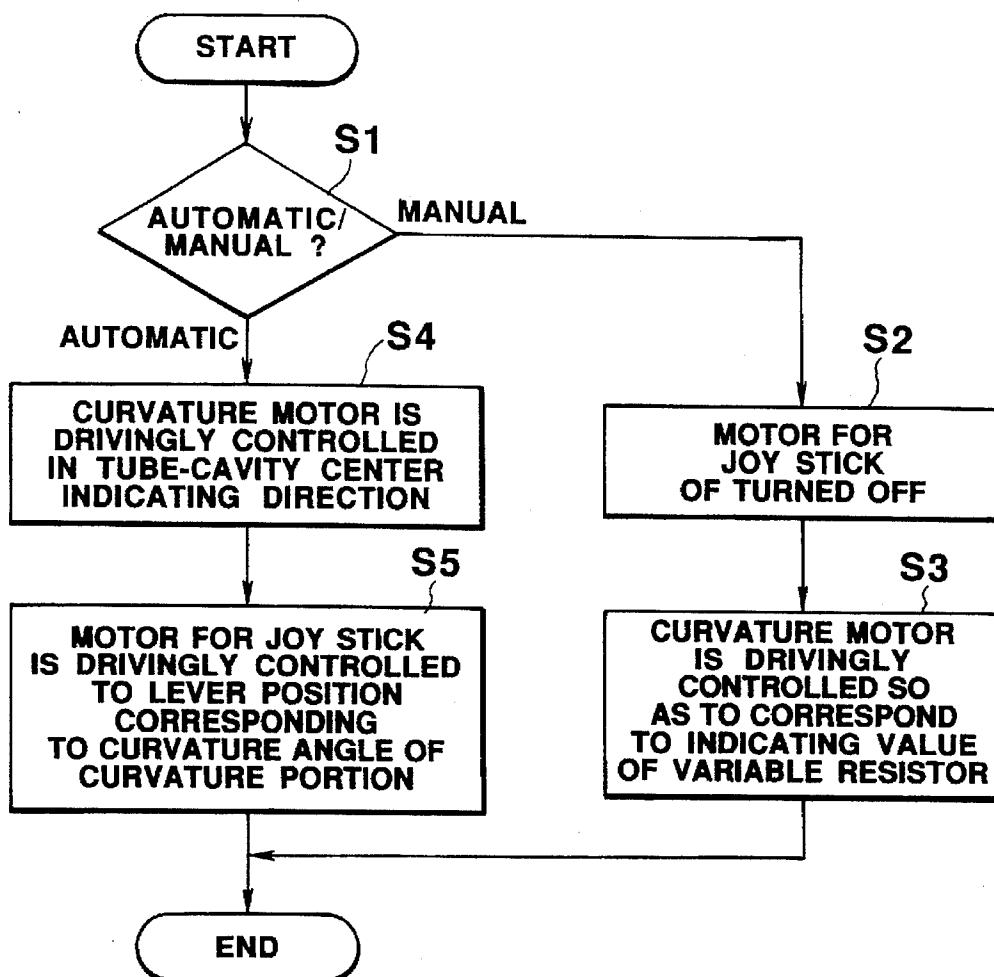 START
S1
AUTOMATIC/
MANUAL ?
MANUAL
AUTOMATIC
S4
CURVATURE MOTOR IS
DRIVINGLY CONTROLLED
IN TUBE-CAVITY CENTER
INDICATING DIRECTION
S2
MOTOR FOR
JOY STICK
OF TURNED OFF
S5
MOTOR FOR JOY STICK
IS DRIVINGLY CONTROLLED
TO LEVER POSITION
CORRESPONDING
TO CURVATURE ANGLE OF
CURVATURE PORTION
S3
CURVATURE MOTOR
IS DRIVINGLY
CONTROLLED SO
AS TO CORRESPOND
TO INDICATING VALUE
OF VARIABLE RESISTOR
END